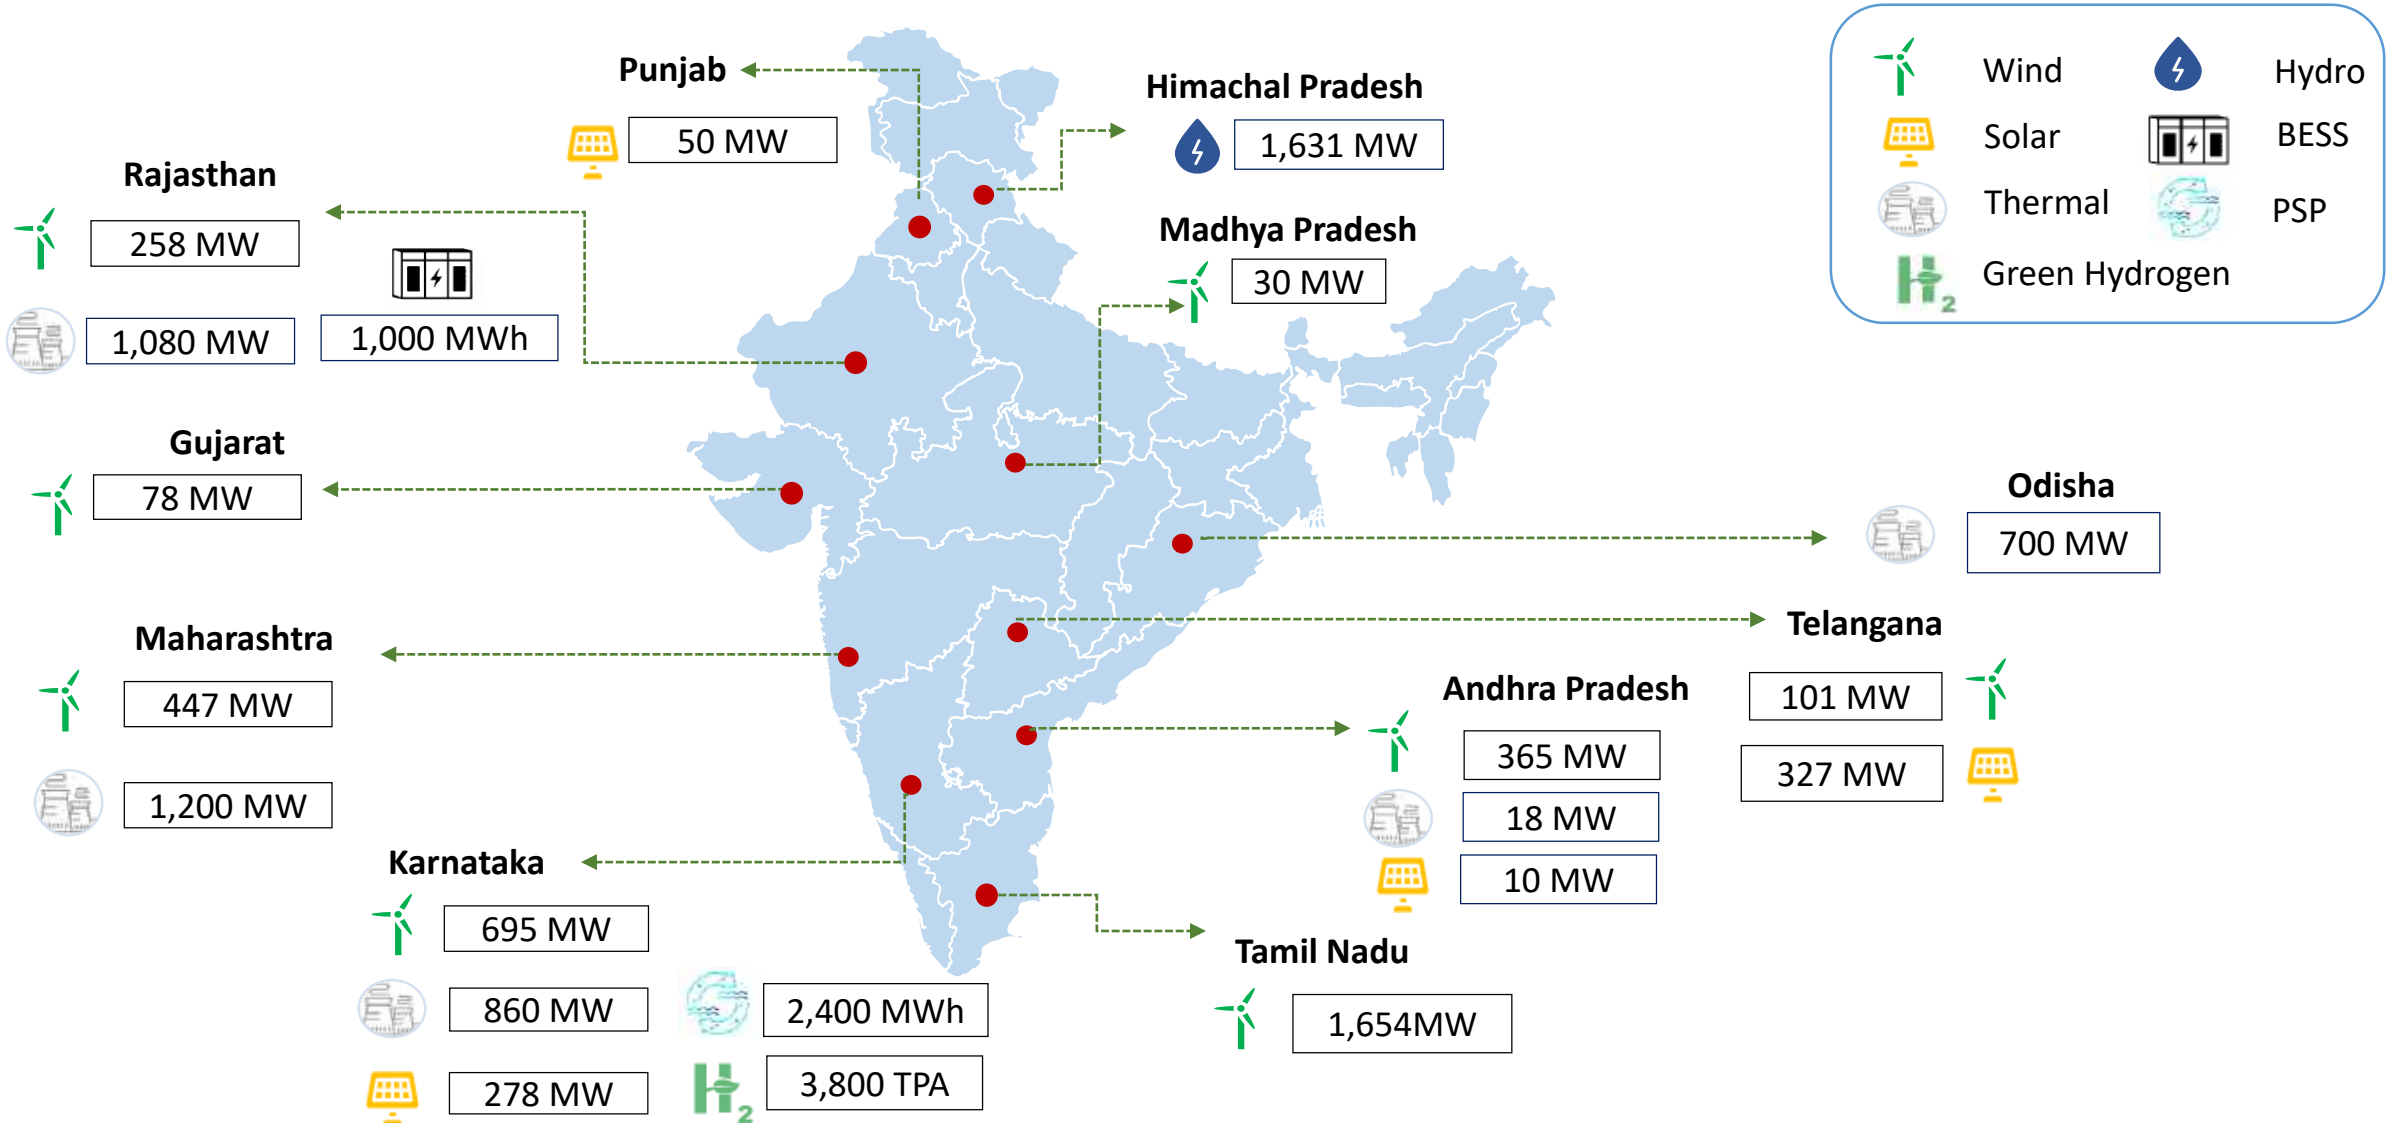 Punjab
50 MW
Himachal Pradesh
1,631 MW
Wind
Hydro
Solar
BESS
Thermal
PSP
Green Hydrogen
H2
Rajasthan
258 MW
1,080 MW
1,000 MWh
Madhya Pradesh
30 MW
Gujarat
78 MW
Odisha
700 MW
Maharashtra
447 MW
1,200 MW
Telangana
101 MW
327 MW
Andhra Pradesh
365 MW
18 MW
10 MW
Karnataka
695 MW
860 MW
2,400 MWh
278 MW
H2
3,800 TPA
Tamil Nadu
1,654MW